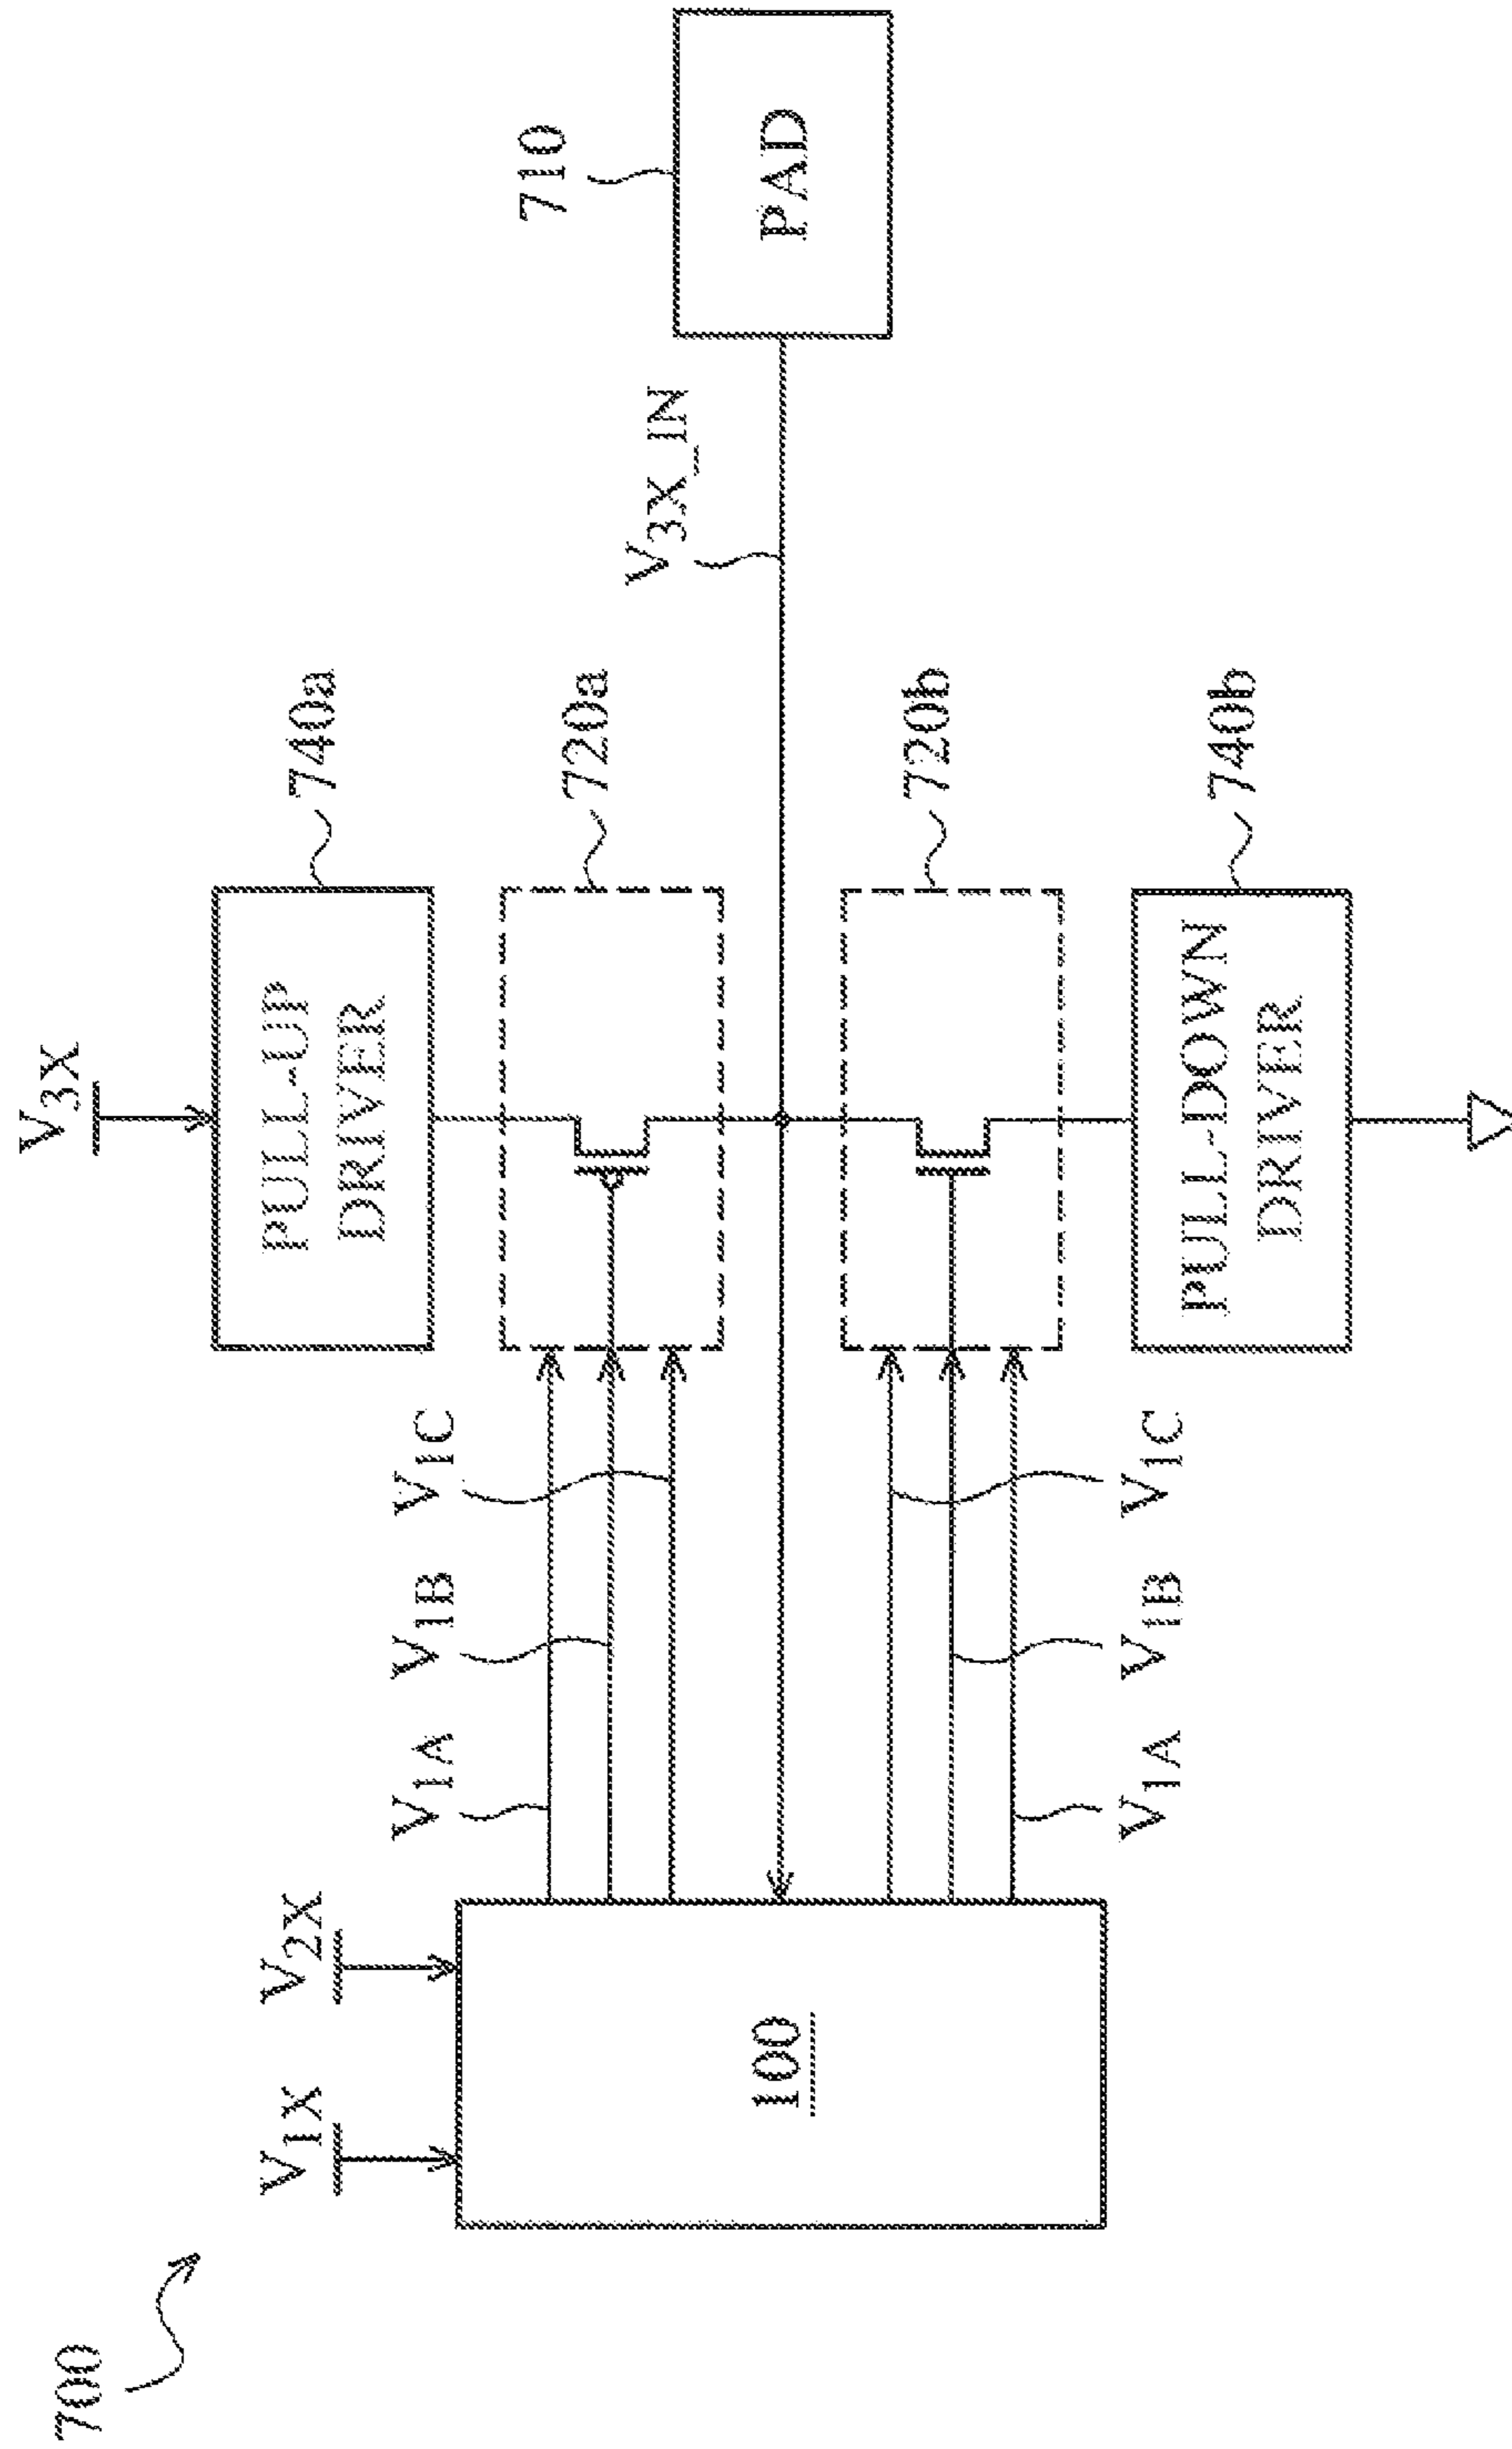 700
V1X
V2X
100
V1A
V1B
V1C
V1A
V1B
V1C
V3X
PULL-UP
DRIVER
740a
720a
720b
PULL-DOWN
DRIVER
740b
V3X_IN
710
PAD